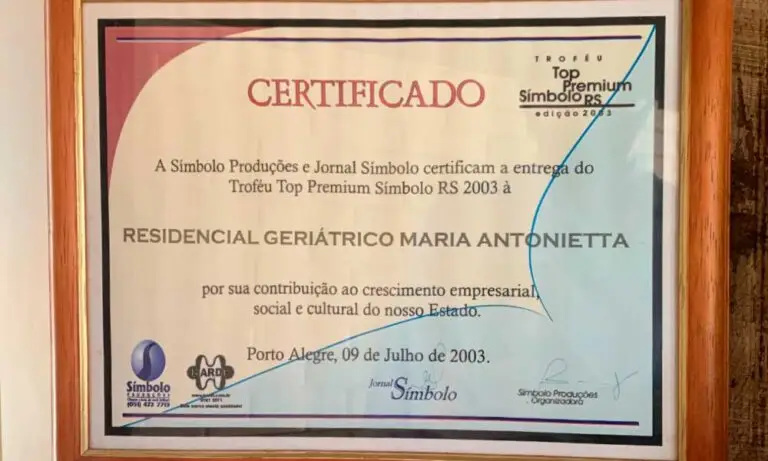 CERTIFICADO
TROFÉU
Top
Premium
Símbolo RS
edição 2003
A Símbolo Produções e Jornal Símbolo certificam a entrega do
Troféu Top Premium Símbolo RS 2003 à
RESIDENCIAL GERIÁTRICO MARIA ANTONIETTA
por sua contribuição ao crescimento empresarial,
social e cultural do nosso Estado.
Porto Alegre, 09 de Julho de 2003.
Símbolo
PRODUÇÕES
Jornal Símbolo
Símbolo Produções
Organizadora